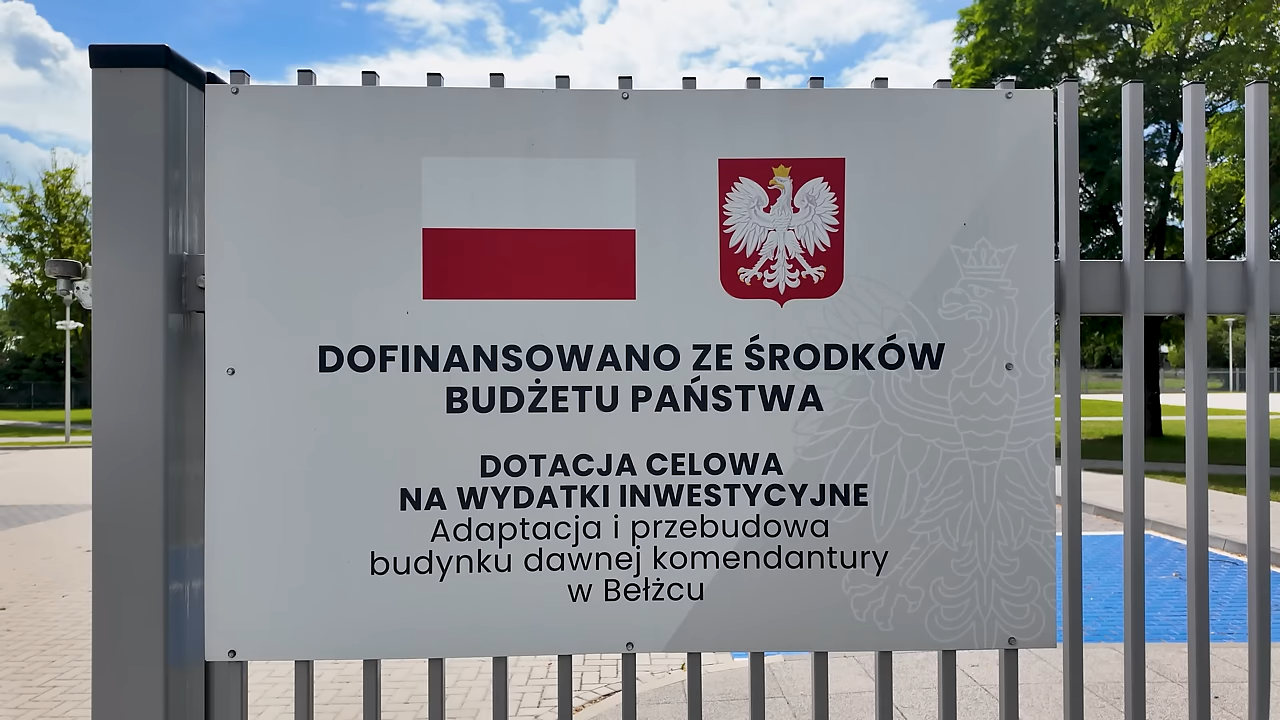 DOFINANSOWANO ZE ŚRODKÓW
BUDŻETU PAŃSTWA
DOTACJA CELOWA
NA WYDATKI INWESTYCYJNE
Adaptacja i przebudowa
budynku dawnej komendantury
w Bełżcu